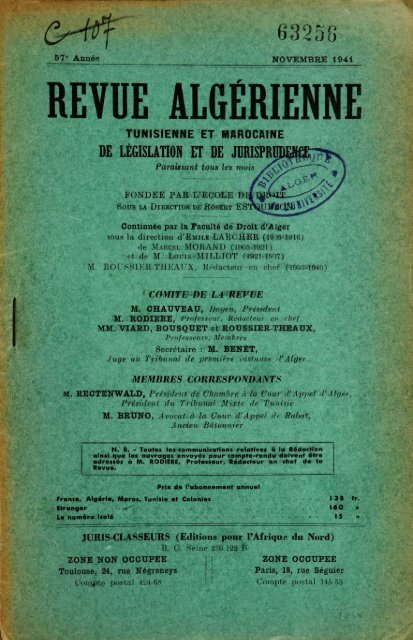 C-107
63256
57e Année
NOVEMBRE 1941
REVUE ALGÉRIENNE
TUNISIENNE ET MAROCAINE
DE LÉGISLATION ET DE JURISPRUDENCE
Paraissant tous les mois
BIBLIOTHEQUE
ALGER
UNIVERSITÉ
FONDÉE PAR L'ECOLE DE DROIT
SOUS LA DIRECTION DE ROBERT ESTOUBLON
Continuée par la Faculté de Droit d'Alger
sous la direction d'EMILE LARCHER
de MARCEL MORAND (1905-1921)
et de M. LOUIS MILLIOT (1921-1937)
M. ROUSSIER-THEAUX, Rédacteur en chef
COMITE DE LA REVUE
M. CHAUVEAU, Doyen, Président
M. RODIERE, Professeur, Rédacteur en chef
MM. VIARD, BOUSQUET et ROUSSIER-THEAUX,
Professeurs, Membres
Secrétaire : M. BENET,
Juge au Tribunal de première instance d'Alger
MEMBRES CORRESPONDANTS
M. RECTENWALD, Président de Chambre à la Cour d'Appel d'Alger,
Président du Tribunal Mixte de Tunisie
M. BRUNO, Avocat à la Cour d'Appel de Rabat,
Ancien Bâtonnier
N. B. - Toutes les communications relatives à la Rédaction
ainsi que les ouvrages envoyés pour compte-rendu doivent être
adressés à M. RODIERE, Professeur, Rédacteur en chef de la
Revue.
Prix de l'abonnement annuel
France, Algérie, Maroc, Tunisie et Colonies 138 fr.
Etranger 160 »
Le numéro isolé 15 »
JURIS-CLASSEURS (Editions pour l'Afrique du Nord)
R. C. Seine 216.122 B
ZONE NON OCCUPEE
Toulouse, 24, rue Négreneys
Compte postal 424-68
ZONE OCCUPEE
Paris, 18, rue Séguier
Compte postal 145-53